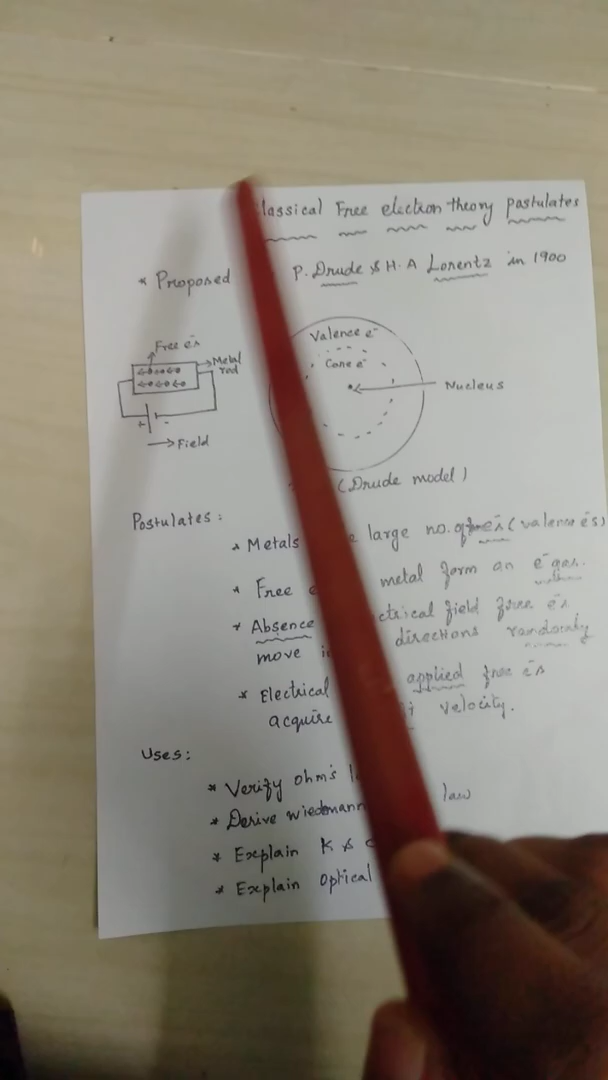 lassical Free electron theory pastulates
* Proposed P. Drude & H. A Lorentz in 1900
Free e̅s
Metal
rod
+ -
→ Field
Valence e⁻
Core e⁻
Nucleus
(Drude model)
Postulates:
* Metals large no. of e̅s (valence e̅s)
* Free metal form an e⁻ gas.
* Absence ctrical field free e̅s
move directions randomly
* Electrical applied free e̅s
acquire velocity.
Uses:
* Verify ohm's
* Derive wiedmann law
* Explain K &
* Explain Optical